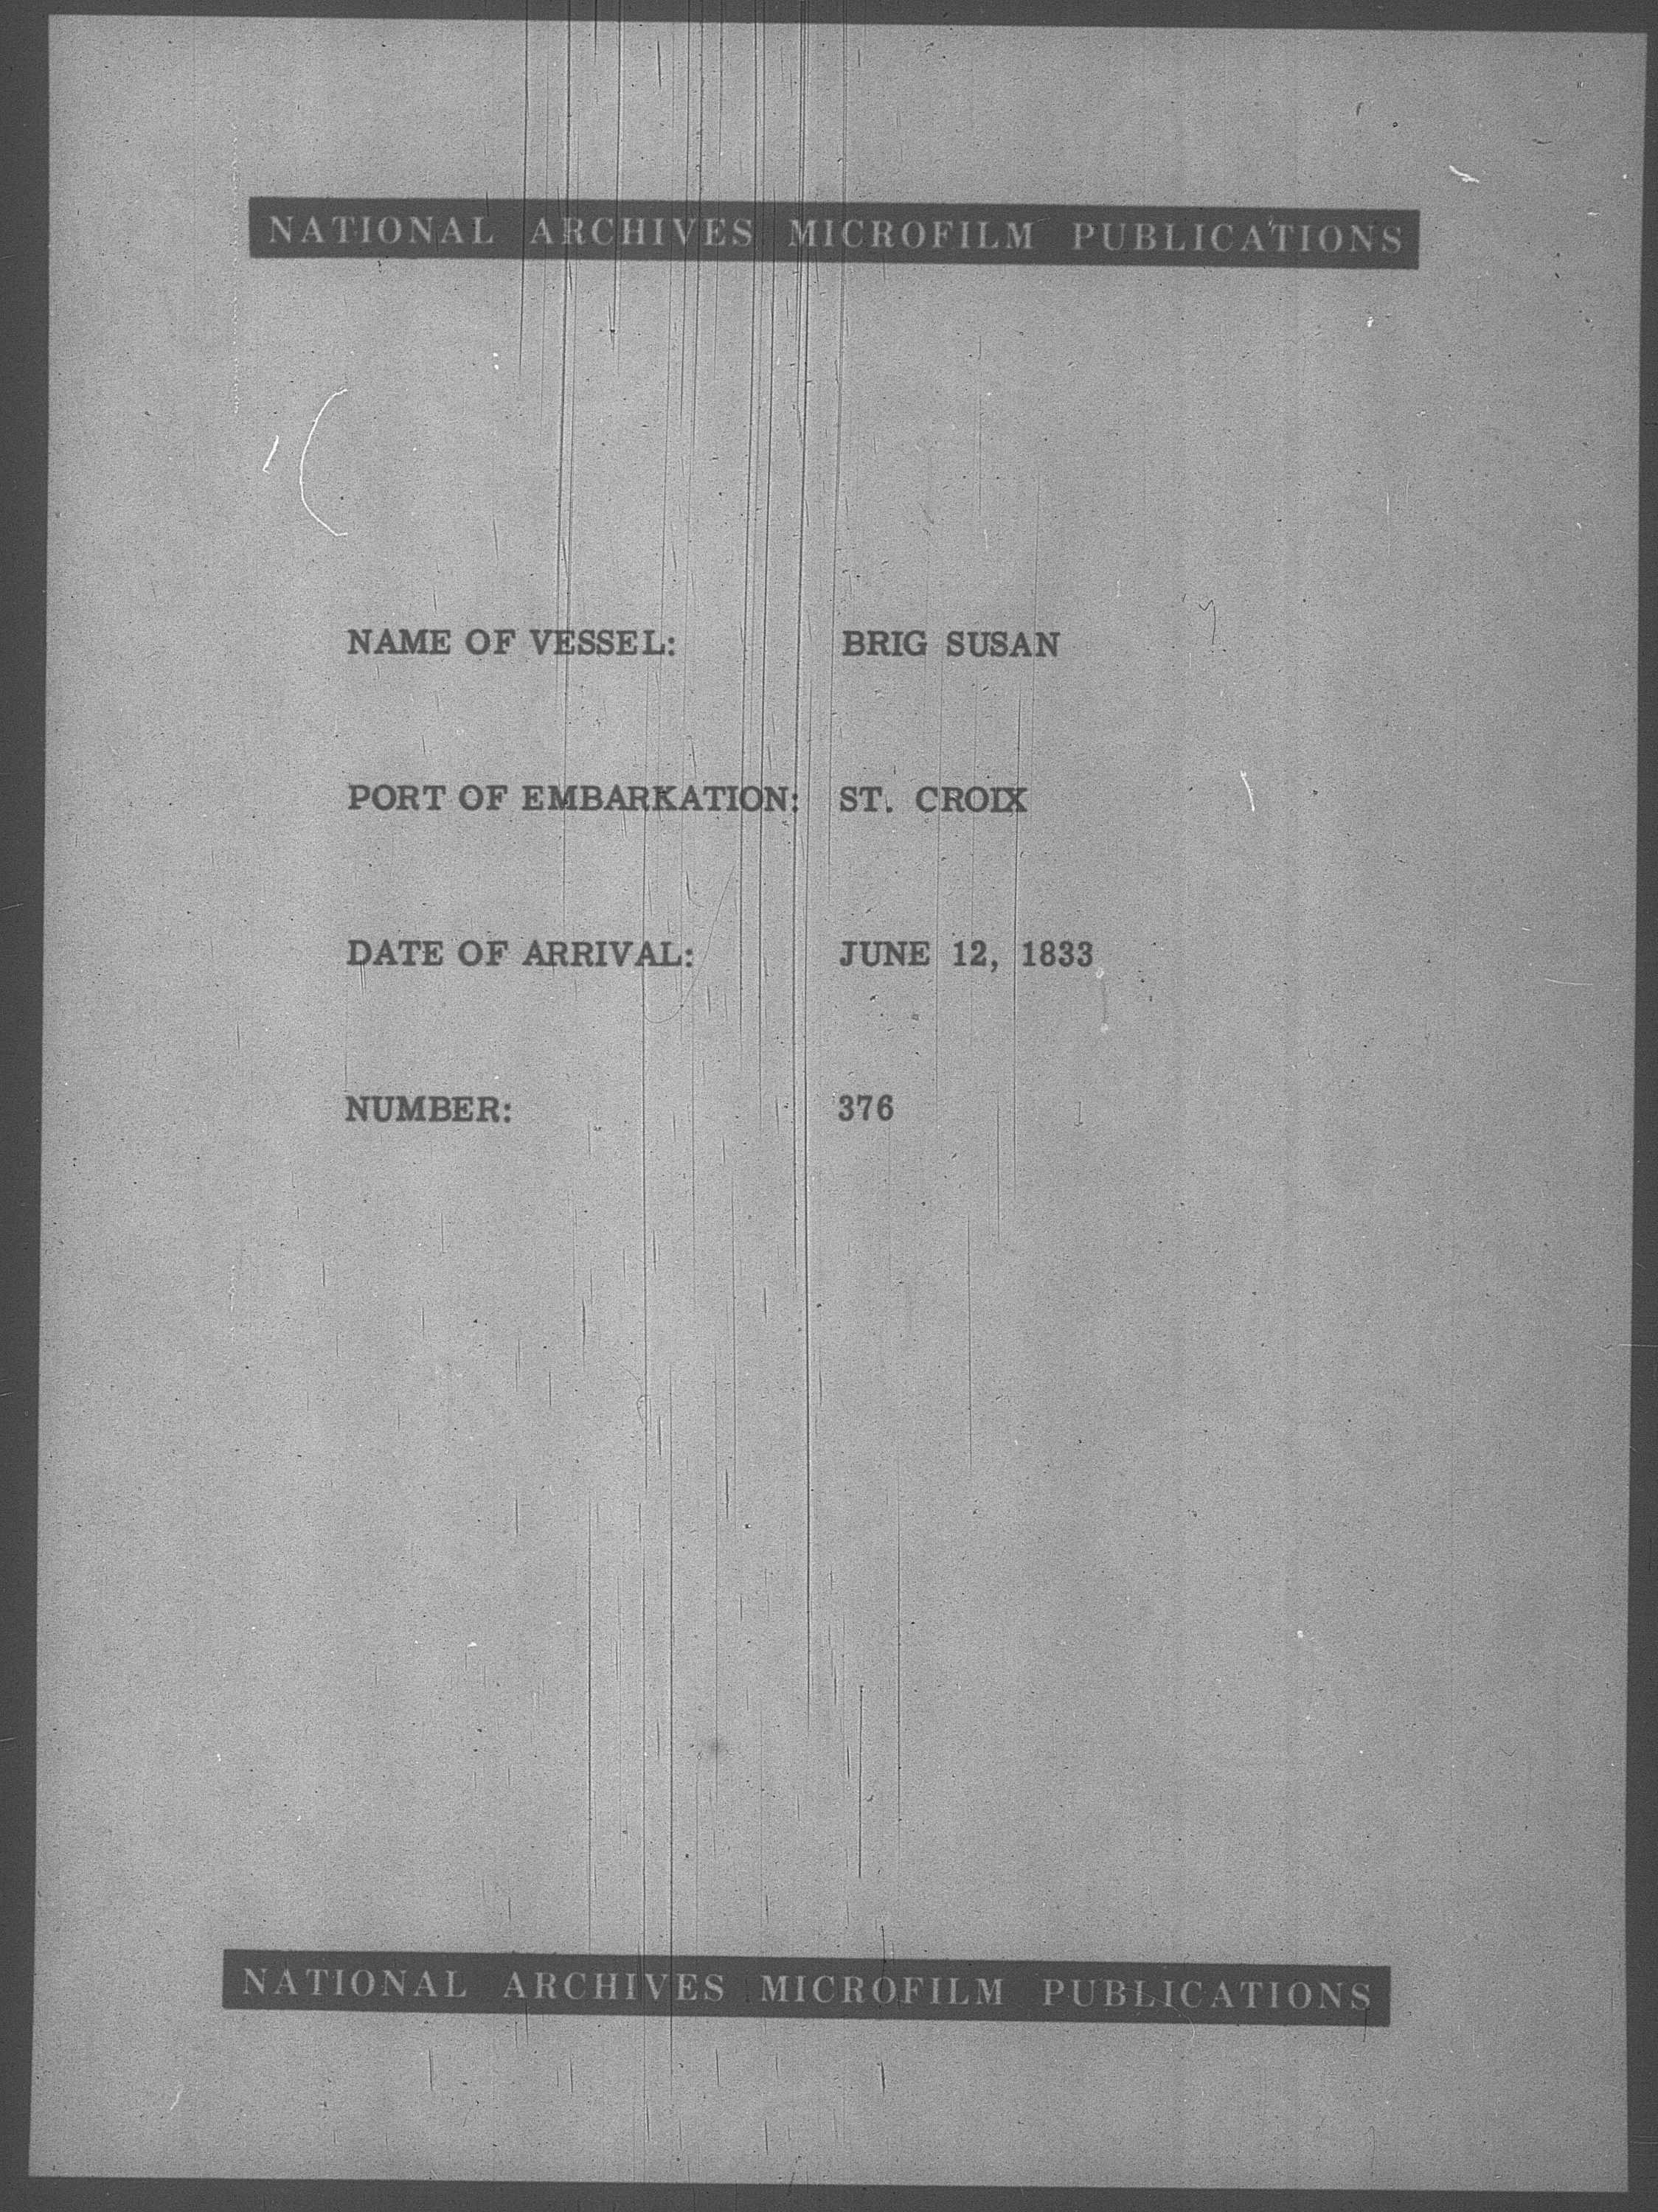 NATIONAL ARCHIVES MICROFILM PUBLICATIONS
NAME OF VESSEL: BRIG SUSAN
PORT OF EMBARKATION: ST. CROIX
DATE OF ARRIVAL: JUNE 12, 1833
NUMBER: 376
NATIONAL ARCHIVES MICROFILM PUBLICATIONS